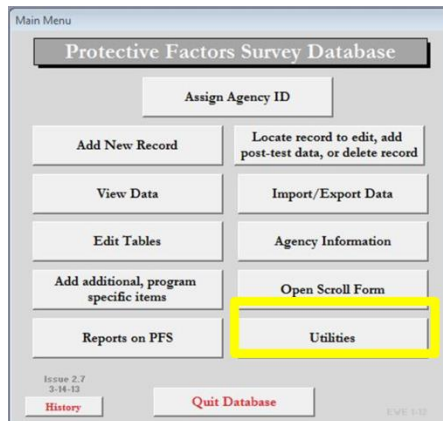 Main Menu
Protective Factors Survey Database
Assign Agency ID
Add New Record
Locate record to edit, add
post-test data, or delete record
View Data
Import/Export Data
Edit Tables
Agency Information
Add additional, program
specific items
Open Scroll Form
Reports on PFS
Utilities
Issue 2.7
3-14-13
History
Quit Database